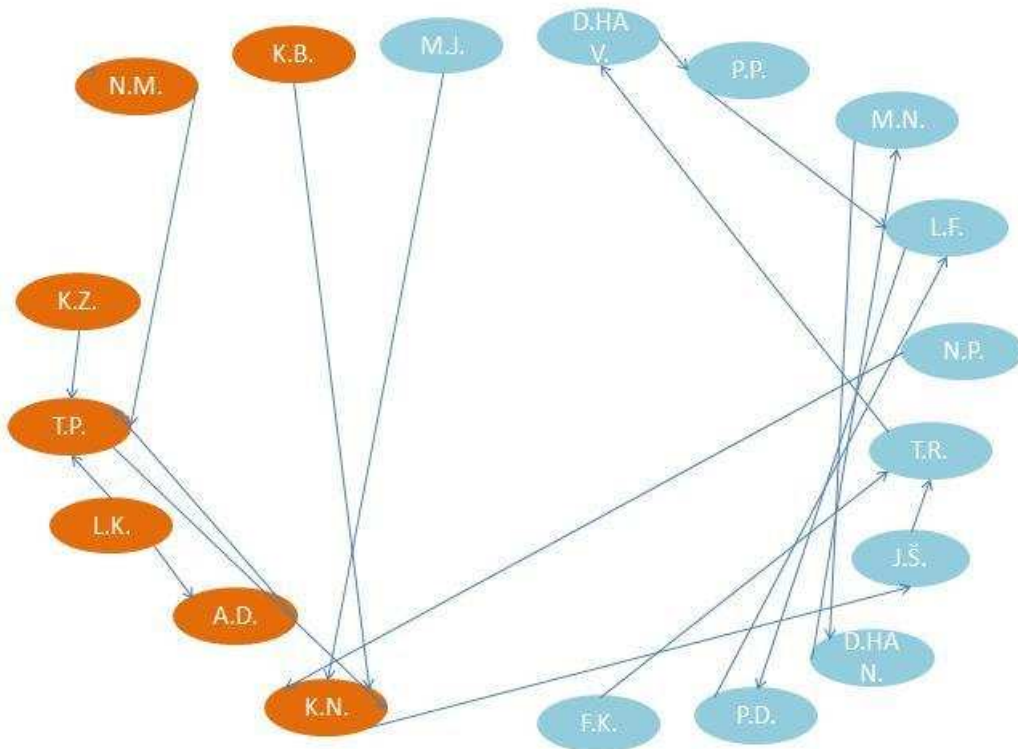 D.HA
V.
K.B.
M.J.
P.P.
N.M.
M.N.
L.F.
K.Z.
N.P.
T.P.
T.R.
L.K.
J.Š.
A.D.
D.HA
N.
K.N.
F.K.
P.D.